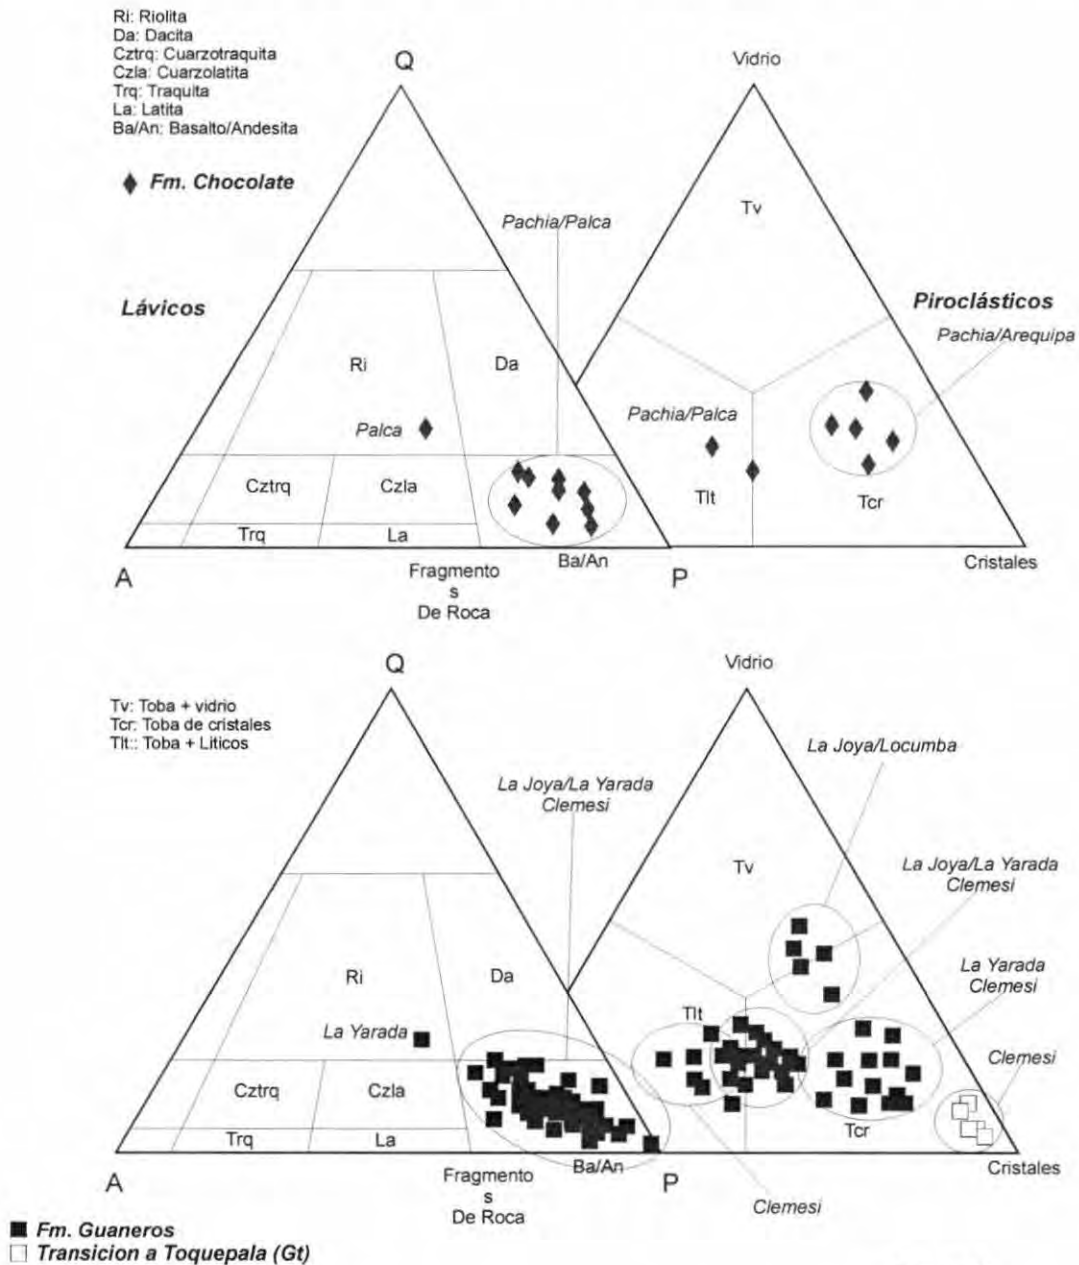 Ri: Riolita
Da: Dacita
Cztrq: Cuarzotraquita
Czla: Cuarzolatita
Trq: Traquita
La: Latita
Ba/An: Basalto/Andesita
Fm. Chocolate
Q
Vidrio
Pachia/Palca
Tv
Lávicos
Piroclásticos
Pachia/Arequipa
Ri
Da
Palca
Pachia/Palca
Cztrq
Czla
Tlt
Tcr
Trq
La
Ba/An
Cristales
A
Fragmento
s
De Roca
P
Q
Vidrio
Tv: Toba + vidrio
Tcr: Toba de cristales
Tlt:: Toba + Liticos
La Joya/Locumba
La Joya/La Yarada
Clemesi
Tv
La Joya/La Yarada
Clemesi
Ri
Da
La Yarada
Clemesi
La Yarada
Tlt
Clemesi
Cztrq
Czla
Trq
La
Tcr
Ba/An
Cristales
A
Fragmento
s
De Roca
P
Clemesi
Fm. Guaneros
Transicion a Toquepala (Gt)